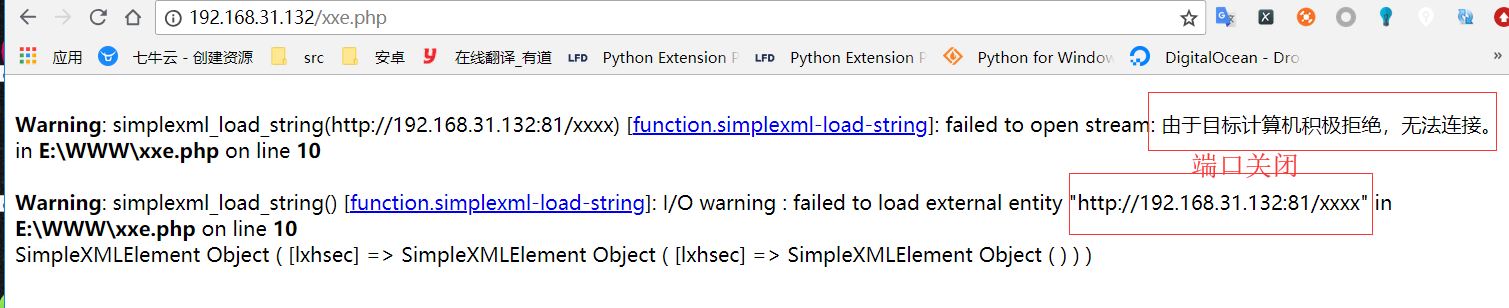 192.168.31.132/xxe.php
应用 七牛云 - 创建资源 src 安卓 在线翻译_有道 LFD Python Extension P LFD Python Extension P Python for Window DigitalOcean - Dro »
Warning: simplexml_load_string(http://192.168.31.132:81/xxxx) [function.simplexml-load-string]: failed to open stream: 由于目标计算机积极拒绝，无法连接。
in E:\WWW\xxe.php on line 10
端口关闭
Warning: simplexml_load_string() [function.simplexml-load-string]: I/O warning : failed to load external entity "http://192.168.31.132:81/xxxx" in
E:\WWW\xxe.php on line 10
SimpleXMLElement Object ( [lxhsec] => SimpleXMLElement Object ( [lxhsec] => SimpleXMLElement Object ( ) ) )